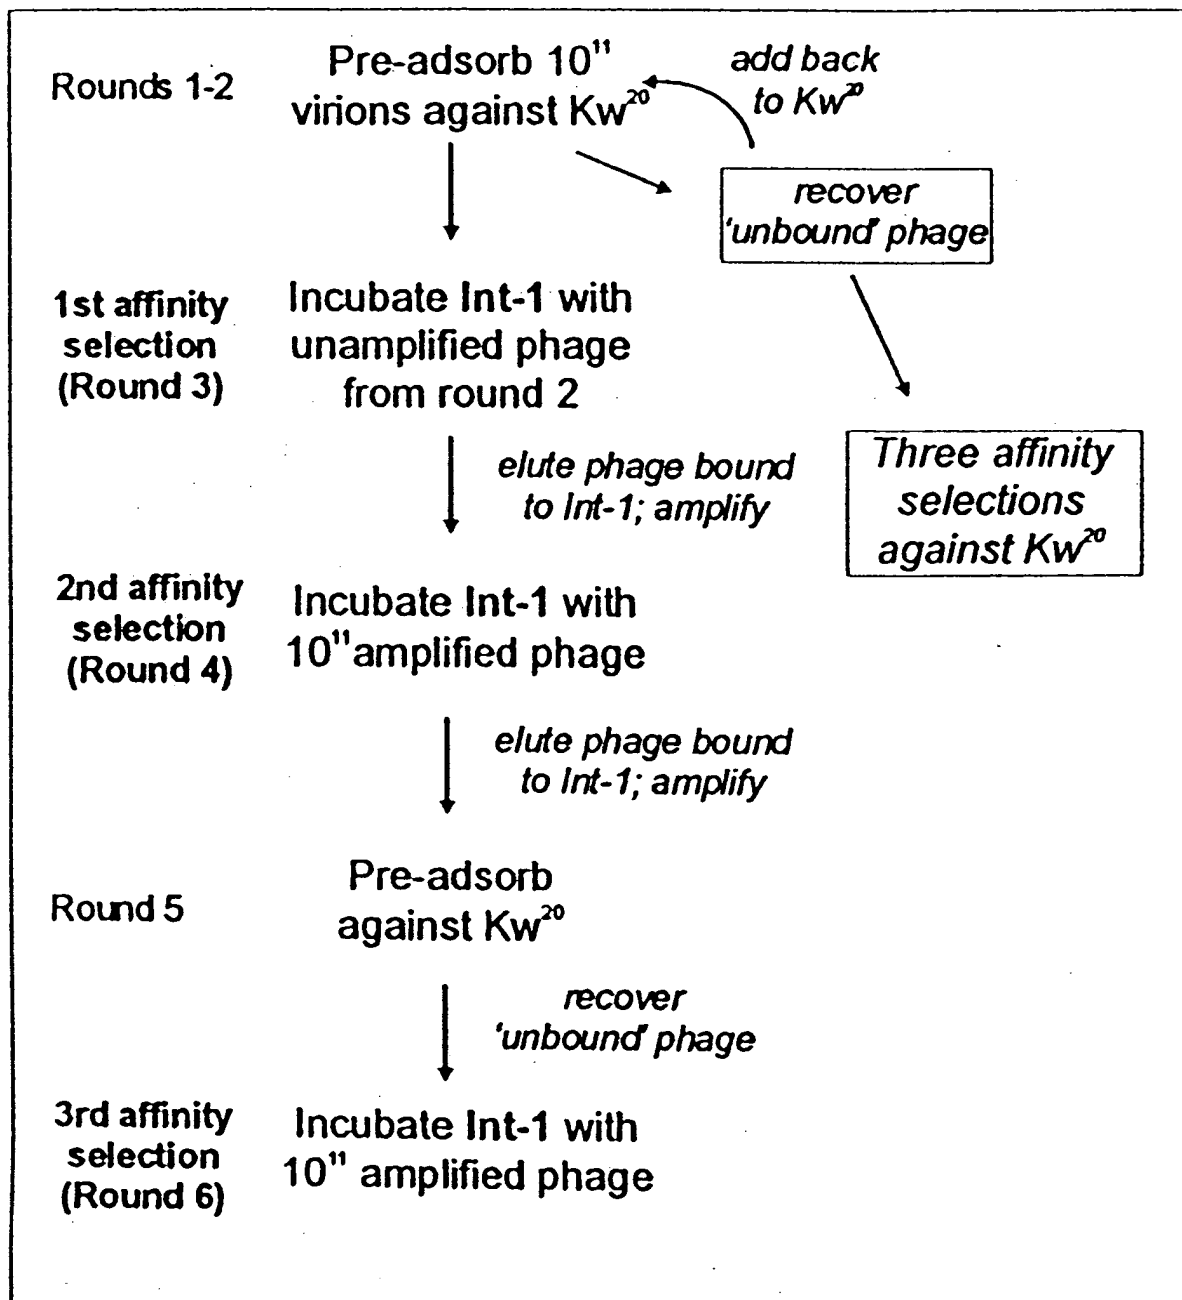 Rounds 1-2
Pre-adsorb 10¹¹
virions against Kw²⁰
add back
to Kw²⁰
recover
'unbound' phage
1st affinity
selection
(Round 3)
Incubate Int-1 with
unamplified phage
from round 2
elute phage bound
to Int-1; amplify
Three affinity
selections
against Kw²⁰
2nd affinity
selection
(Round 4)
Incubate Int-1 with
10¹¹ amplified phage
elute phage bound
to Int-1; amplify
Round 5
Pre-adsorb
against Kw²⁰
recover
'unbound' phage
3rd affinity
selection
(Round 6)
Incubate Int-1 with
10¹¹ amplified phage